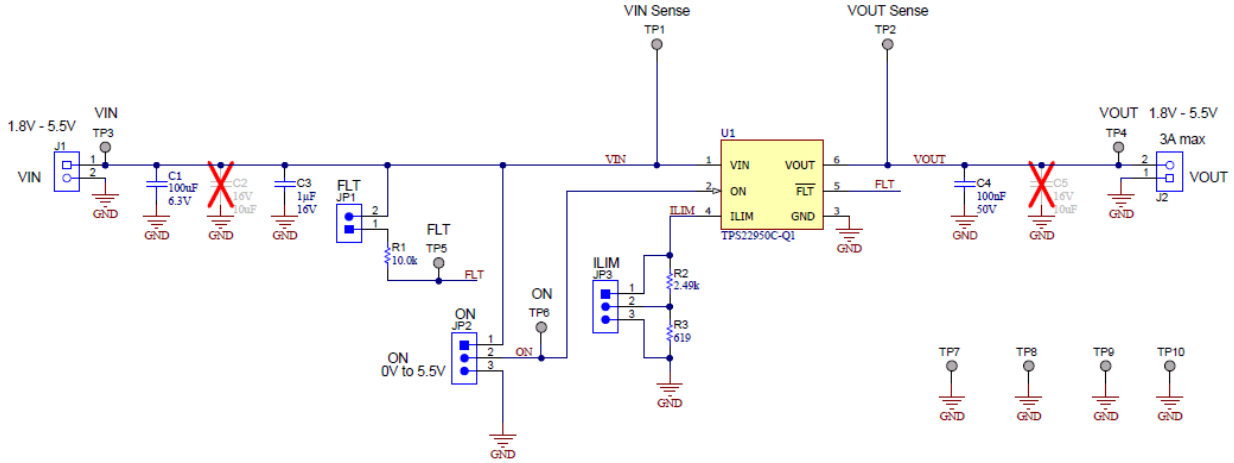 VIN Sense
TP1
VOUT Sense
TP2
1.8V - 5.5V
VIN
TP3
J1
1
2
VIN
GND
C1
100uF
6.3V
GND
C2
16V
10uF
GND
C3
1µF
16V
GND
FLT
JP1
2
1
R1
10.0k
FLT
TP5
FLT
ON
JP2
1
2
3
ON
0V to 5.5V
ON
ON
TP6
GND
VIN
ILIM
ILIM
JP3
1
2
3
R2
2.49k
R3
619
GND
U1
1
VIN
VOUT
6
2
ON
FLT
5
4
ILIM
GND
3
TPS22950C-Q1
VOUT
FLT
GND
C4
100nF
50V
GND
C5
16V
10uF
GND
VOUT
1.8V - 5.5V
TP4
3A max
2
1
J2
VOUT
GND
TP7
GND
TP8
GND
TP9
GND
TP10
GND